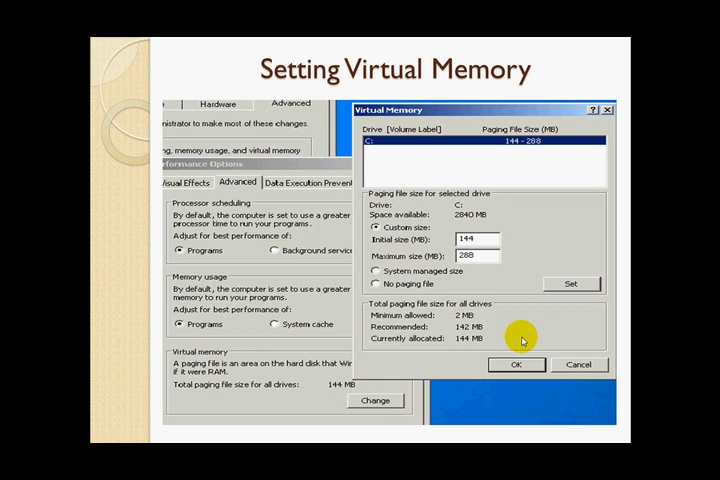 Setting Virtual Memory
Hardware
Advanced
nistrator to make most of these changes.
ng, memory usage, and virtual memory
erformance Options
Visual Effects
Advanced
Data Execution Preven
Processor scheduling
By default, the computer is set to use a greater
processor time to run your programs.
Adjust for best performance of:
Programs
Background service
Memory usage
By default, the computer is set to use a greater
memory to run your programs.
Adjust for best performance of:
Programs
System cache
Virtual memory
A paging file is an area on the hard disk that Win
if it were RAM.
Total paging file size for all drives: 144 MB
Change
Virtual Memory
Drive [Volume Label] Paging File Size (MB)
C: 144 - 288
Paging file size for selected drive
Drive: C:
Space available: 2840 MB
Custom size:
Initial size (MB): 144
Maximum size (MB): 288
System managed size
No paging file
Set
Total paging file size for all drives
Minimum allowed: 2 MB
Recommended: 142 MB
Currently allocated: 144 MB
OK
Cancel